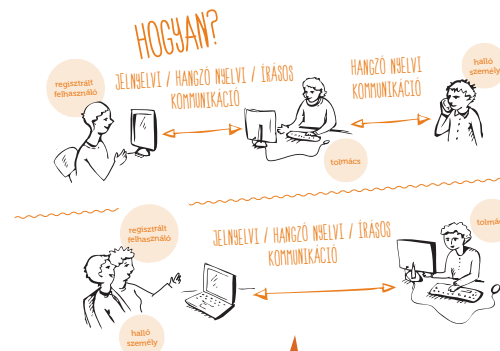 HOGYAN?
regisztrált
felhasználó
JELNYELVI / HANGZÓ NYELVI / ÍRÁSOS
KOMMUNIKÁCIÓ
HANGZÓ NYELVI
KOMMUNIKÁCIÓ
halló
személy
tolmács
regisztrált
felhasználó
JELNYELVI / HANGZÓ NYELVI / ÍRÁSOS
KOMMUNIKÁCIÓ
tolmác
halló
személy